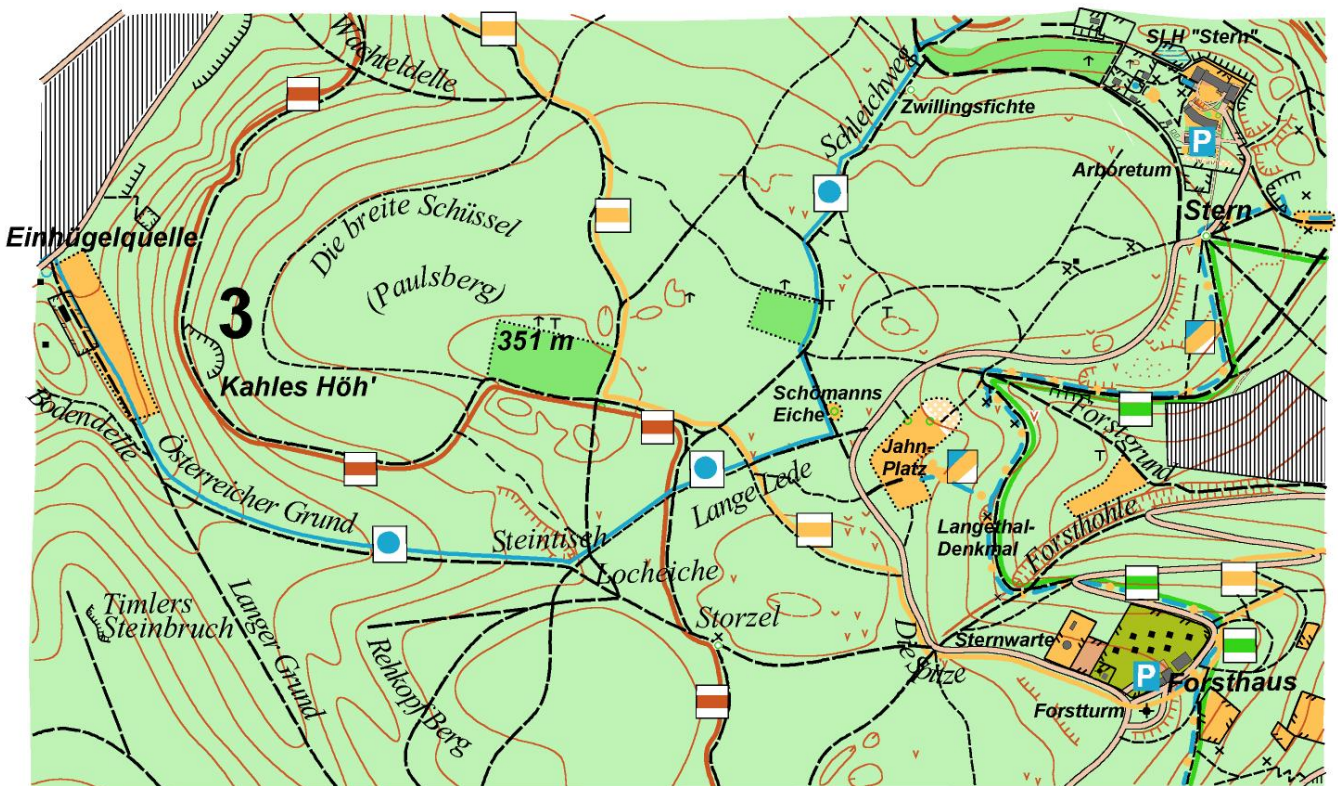 Wachteldelle
SLH "Stern"
Schleichweg
Zwillingsfichte
P
Arboretum
Stern
Die breite Schüssel
(Paulsberg)
Einhügelquelle
3
351 m
Kahles Höh'
Schömanns
Eiche
Jahn-
Platz
Forstgrund
Bodendelle
Österreicher Grund
Lange Lede
Steintisch
Langethal-
Denkmal
Forsthohle
Locheiche
Timlers
Steinbruch
Langer Grund
Rehkopf Berg
Storzel
Die Spitze
Sternwarte
P
Forsthaus
Forstturm